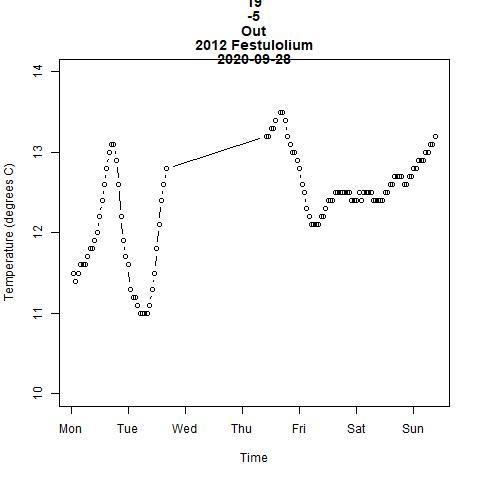 19
-5
Out
2012 Festulolium
2020-09-28
Temperature (degrees C)
14
13
12
11
10
Mon Tue Wed Thu Fri Sat Sun
Time